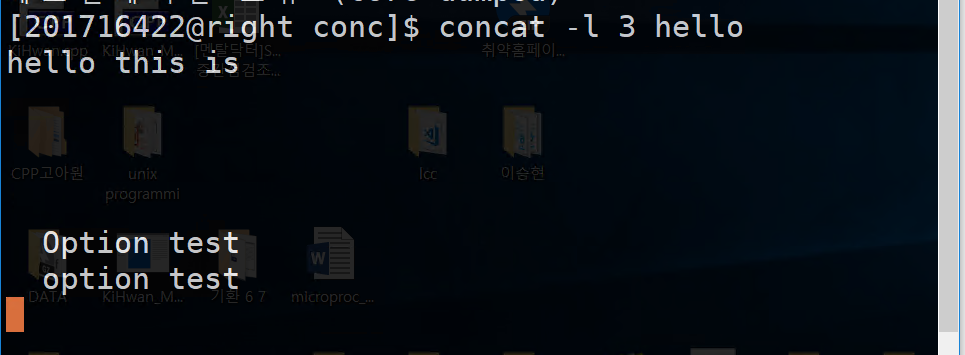 (core dumped)
[201716422@right conc]$ concat -l 3 hello
KiHwan_M...
[멘탈닥터]S...
취약홈페이...
hello this is
CPP고아원
unix
programmi
lcc
이승현
Option test
option test
DATA
KiHwan_M...
기환 6 7
microproc_...